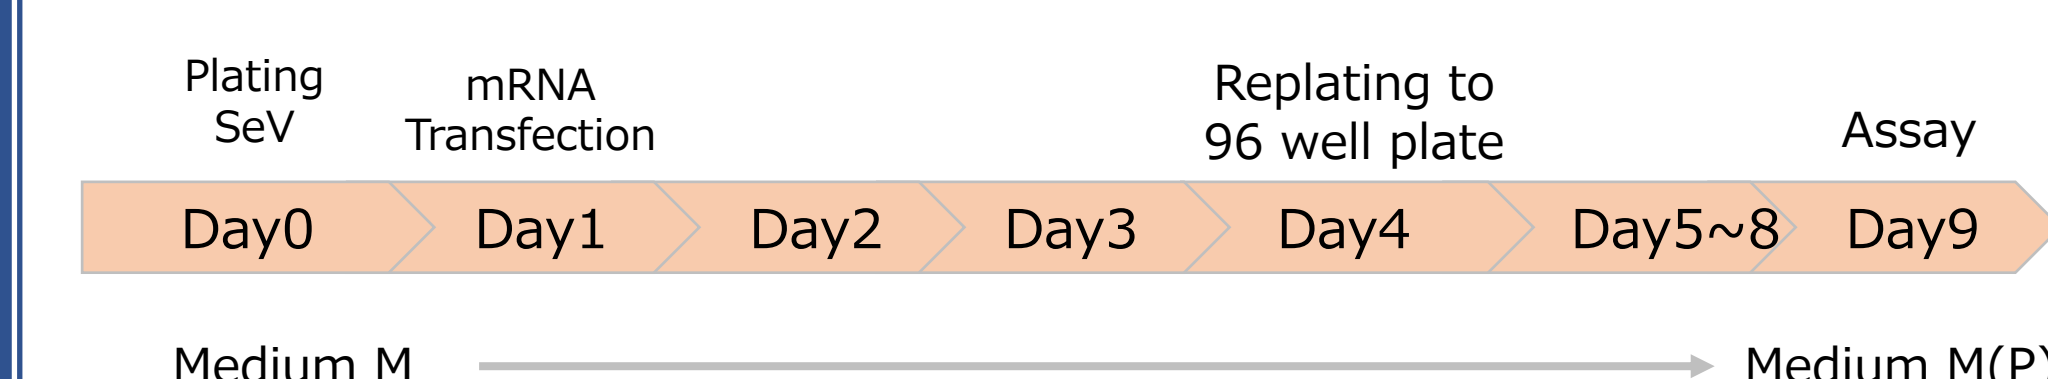 Plating
SeV
mRNA
Transfection
Replating to
96 well plate
Assay
Day0
Day1
Day2
Day3
Day4
Day5~8
Day9
Medium M
Medium M(P)